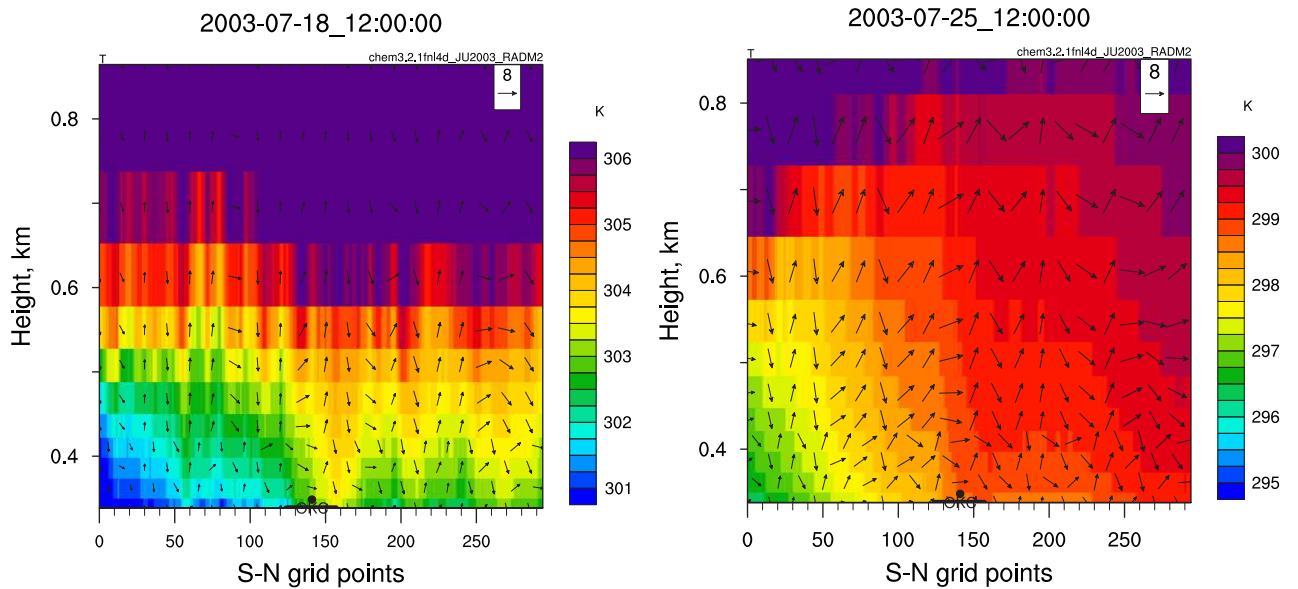 2003-07-18_12:00:00
T
chem3.2.1fnl4d_JU2003_RADM2
8
K
0.8
0.6
0.4
Height, km
306
305
304
303
302
301
OKC
0 50 100 150 200 250
S-N grid points
2003-07-25_12:00:00
T
chem3.2.1fnl4d_JU2003_RADM2
8
K
0.8
0.6
0.4
Height, km
300
299
298
297
296
295
OKC
0 50 100 150 200 250
S-N grid points